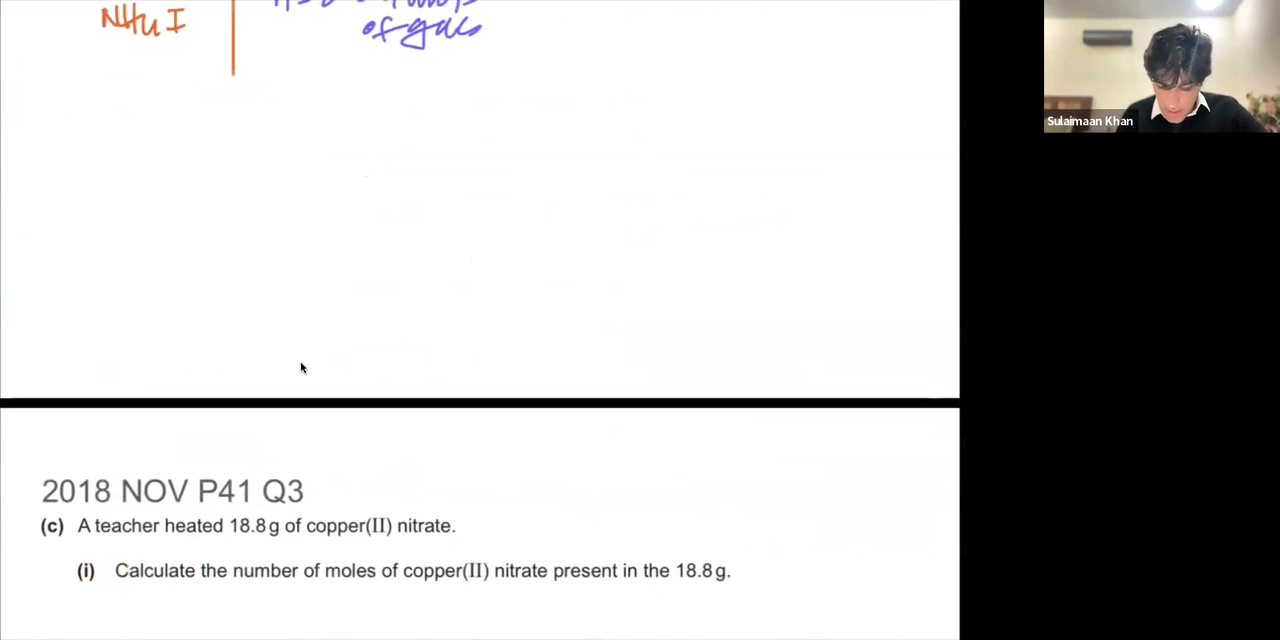 NH4 I
of gas
Sulaimaan Khan
2018 NOV P41 Q3
(c) A teacher heated 18.8 g of copper(II) nitrate.
(i) Calculate the number of moles of copper(II) nitrate present in the 18.8 g.